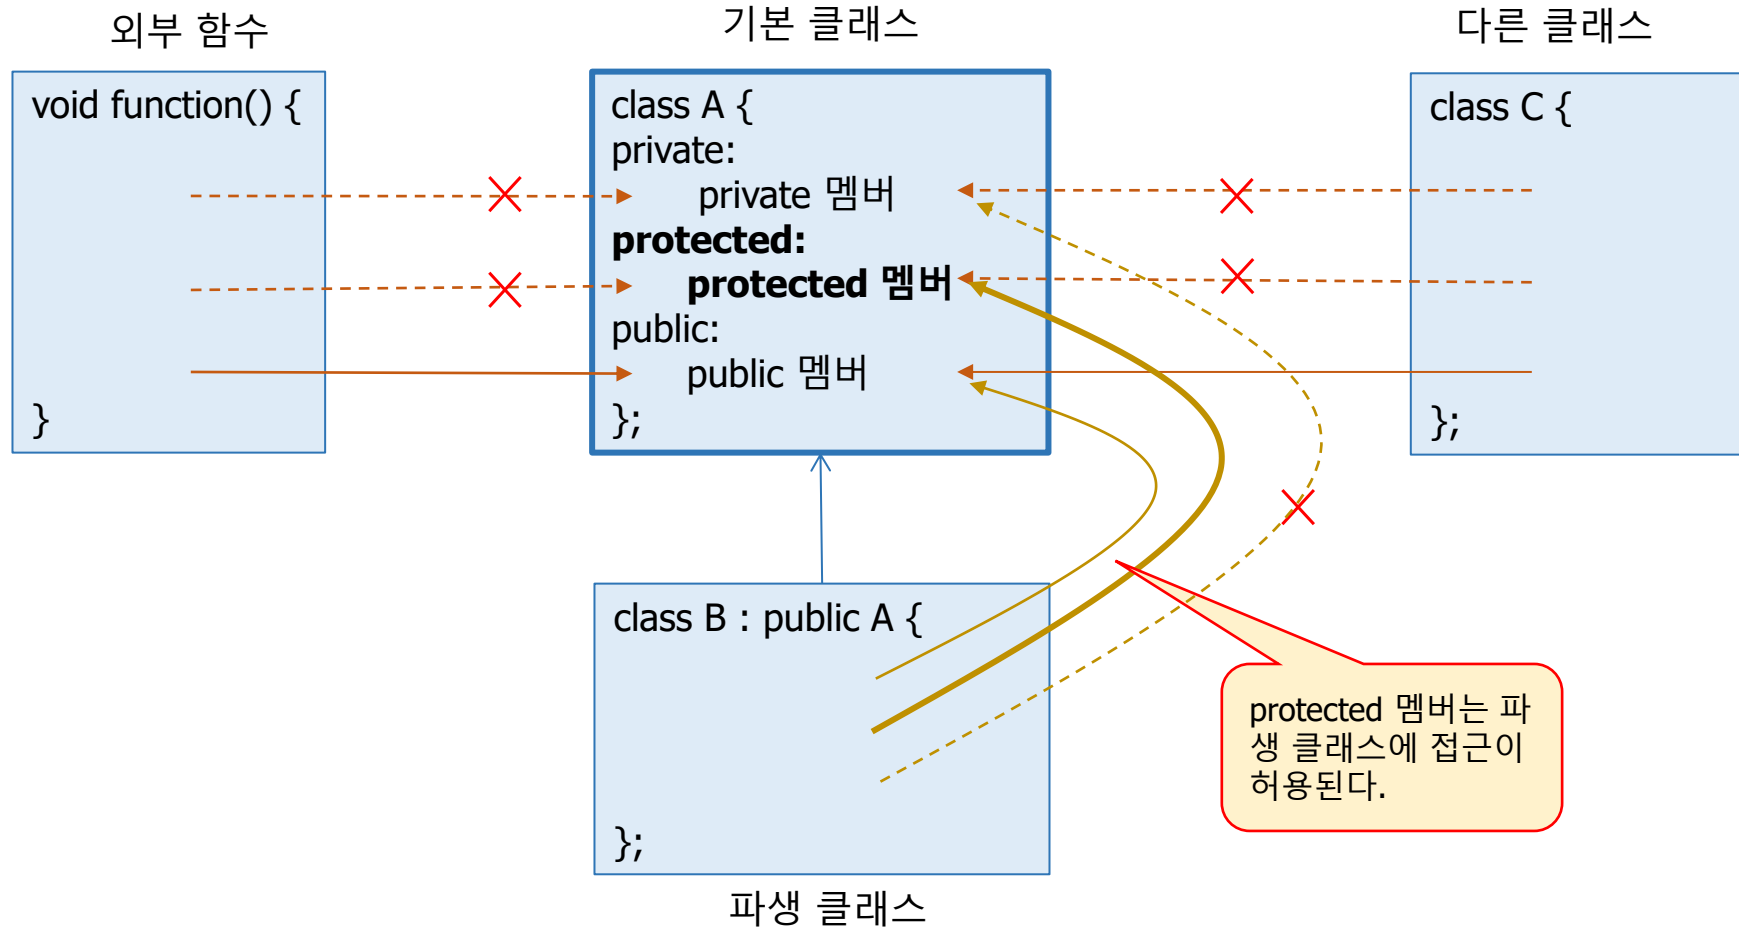 외부 함수
void function() {
}
기본 클래스
class A {
private:
private 멤버
protected:
protected 멤버
public:
public 멤버
};
다른 클래스
class C {
};
class B : public A {
};
파생 클래스
protected 멤버는 파
생 클래스에 접근이
허용된다.